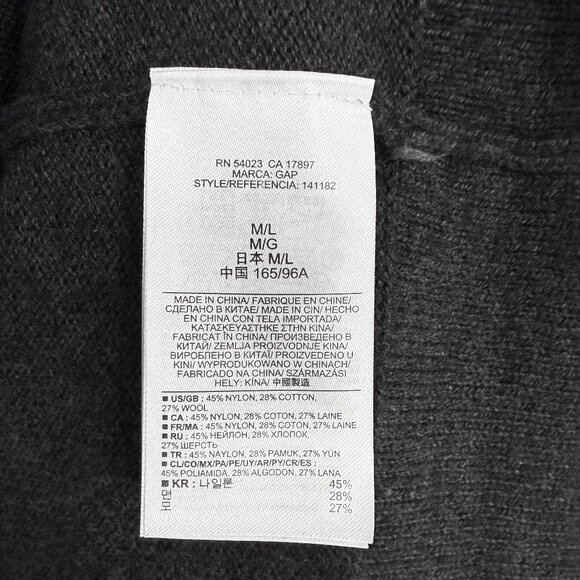 RN 54023 CA 17897
MARCA: GAP
STYLE/REFERENCIA: 141182
M/L
M/G
日本 M/L
中国 165/96A
MADE IN CHINA/ FABRIQUE EN CHINE/
СДЕЛАНО В КИТАЕ/ MADE IN CIN/ HECHO
EN CHINA CON TELA IMPORTADA/
ΚΑΤΑΣΚΕΥΑΣΤΗΚΕ ΣΤΗΝ ΚΙΝΑ/
FABRICAT ÎN CHINA/ ПРОИЗВЕДЕНО В
КИТАЙ/ ZEMLJA PROIZVODNJE KINA/
ВИРОБЛЕНО В КИТАЇ/ PROIZVEDENO U
KINI/ WYPRODUKOWANO W CHINACH/
FABRICADO NA CHINA/ SZÁRMAZÁSI
HELY: KÍNA/ 中國製造
■ US/GB : 45% NYLON, 28% COTTON,
27% WOOL
■ CA : 45% NYLON, 28% COTON, 27% LAINE
■ FR/MA : 45% NYLON, 28% COTON, 27% LAINE
■ RU : 45% НЕЙЛОН, 28% ХЛОПОК,
27% ШЕРСТЬ
■ TR : 45% NAYLON, 28% PAMUK, 27% YÜN
■ CL/CO/MX/PA/PE/UY/AR/PY/CR/ES :
45% POLIAMIDA, 28% ALGODON, 27% LANA
■ KR : 나일론 45%
면 28%
모 27%